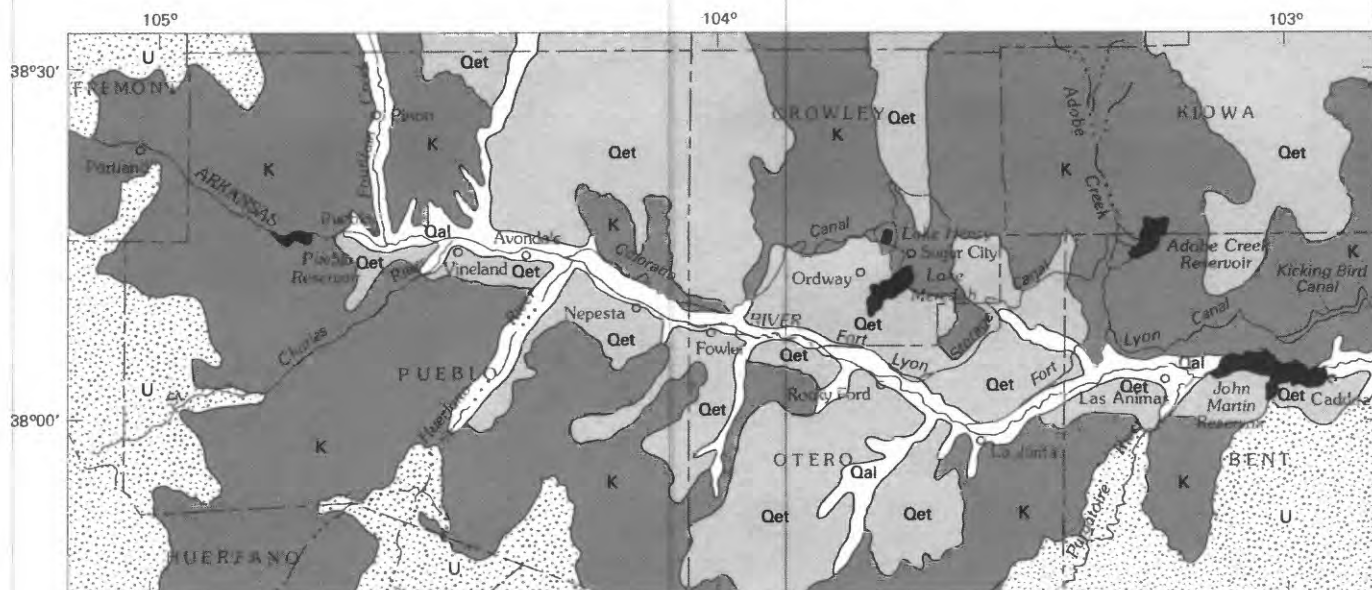 105°
104°
103°
38°30'
38°00'
U
Qet
FREMONT
CROWLEY
KIOWA
Adobe
Creek
Qet
K
Qet
K
Qet
Creek
Pinon
K
K
Qet
Portland
ARKANSAS
Pueblo
Qal
Avondale
K
Canal
Lake Henry
Sugar City
Adobe Creek
Reservoir
K
Kicking Bird
Canal
Pueblo
Reservoir
Qet
River
Vineland
Qet
Colorado
Ordway
Lake
Canal
Nepesta
RIVER
Qet
Storage
Lyon
Canal
Charles
Qet
Fowler
Fort
Lyon
Qal
PUEBLO
Qet
Rocky Ford
Qet
Fort
Qet
Las Animas
John
Martin
Reservoir
Qet
Caddoa
U
Huerfano
K
Qet
OTERO
La Junta
River
BENT
Qal
K
K
Qet
Qet
K
Purgatoire
U
HUERFANO
U